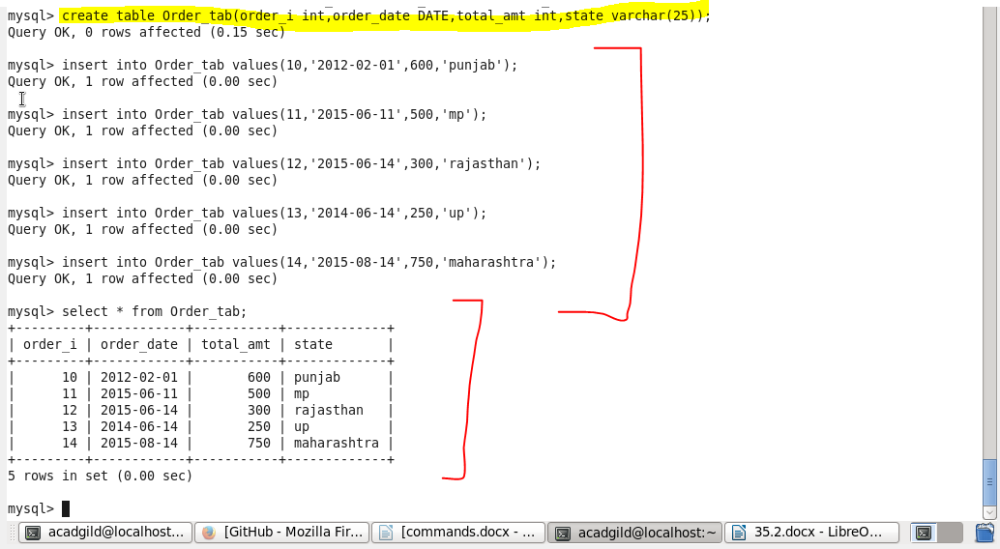 mysql> create table Order_tab(order_i int,order_date DATE,total_amt int,state varchar(25));
Query OK, 0 rows affected (0.15 sec)
mysql> insert into Order_tab values(10,'2012-02-01',600,'punjab');
Query OK, 1 row affected (0.00 sec)
mysql> insert into Order_tab values(11,'2015-06-11',500,'mp');
Query OK, 1 row affected (0.00 sec)
mysql> insert into Order_tab values(12,'2015-06-14',300,'rajasthan');
Query OK, 1 row affected (0.00 sec)
mysql> insert into Order_tab values(13,'2014-06-14',250,'up');
Query OK, 1 row affected (0.00 sec)
mysql> insert into Order_tab values(14,'2015-08-14',750,'maharashtra');
Query OK, 1 row affected (0.00 sec)
mysql> select * from Order_tab;
+---------+------------+-----------+-------------+
| order_i | order_date | total_amt | state       |
+---------+------------+-----------+-------------+
|      10 | 2012-02-01 |       600 | punjab      |
|      11 | 2015-06-11 |       500 | mp          |
|      12 | 2015-06-14 |       300 | rajasthan   |
|      13 | 2014-06-14 |       250 | up          |
|      14 | 2015-08-14 |       750 | maharashtra |
+---------+------------+-----------+-------------+
5 rows in set (0.00 sec)
mysql>
acadgild@localhost... [GitHub - Mozilla Fir... [commands.docx - ... acadgild@localhost:~ 35.2.docx - LibreO...